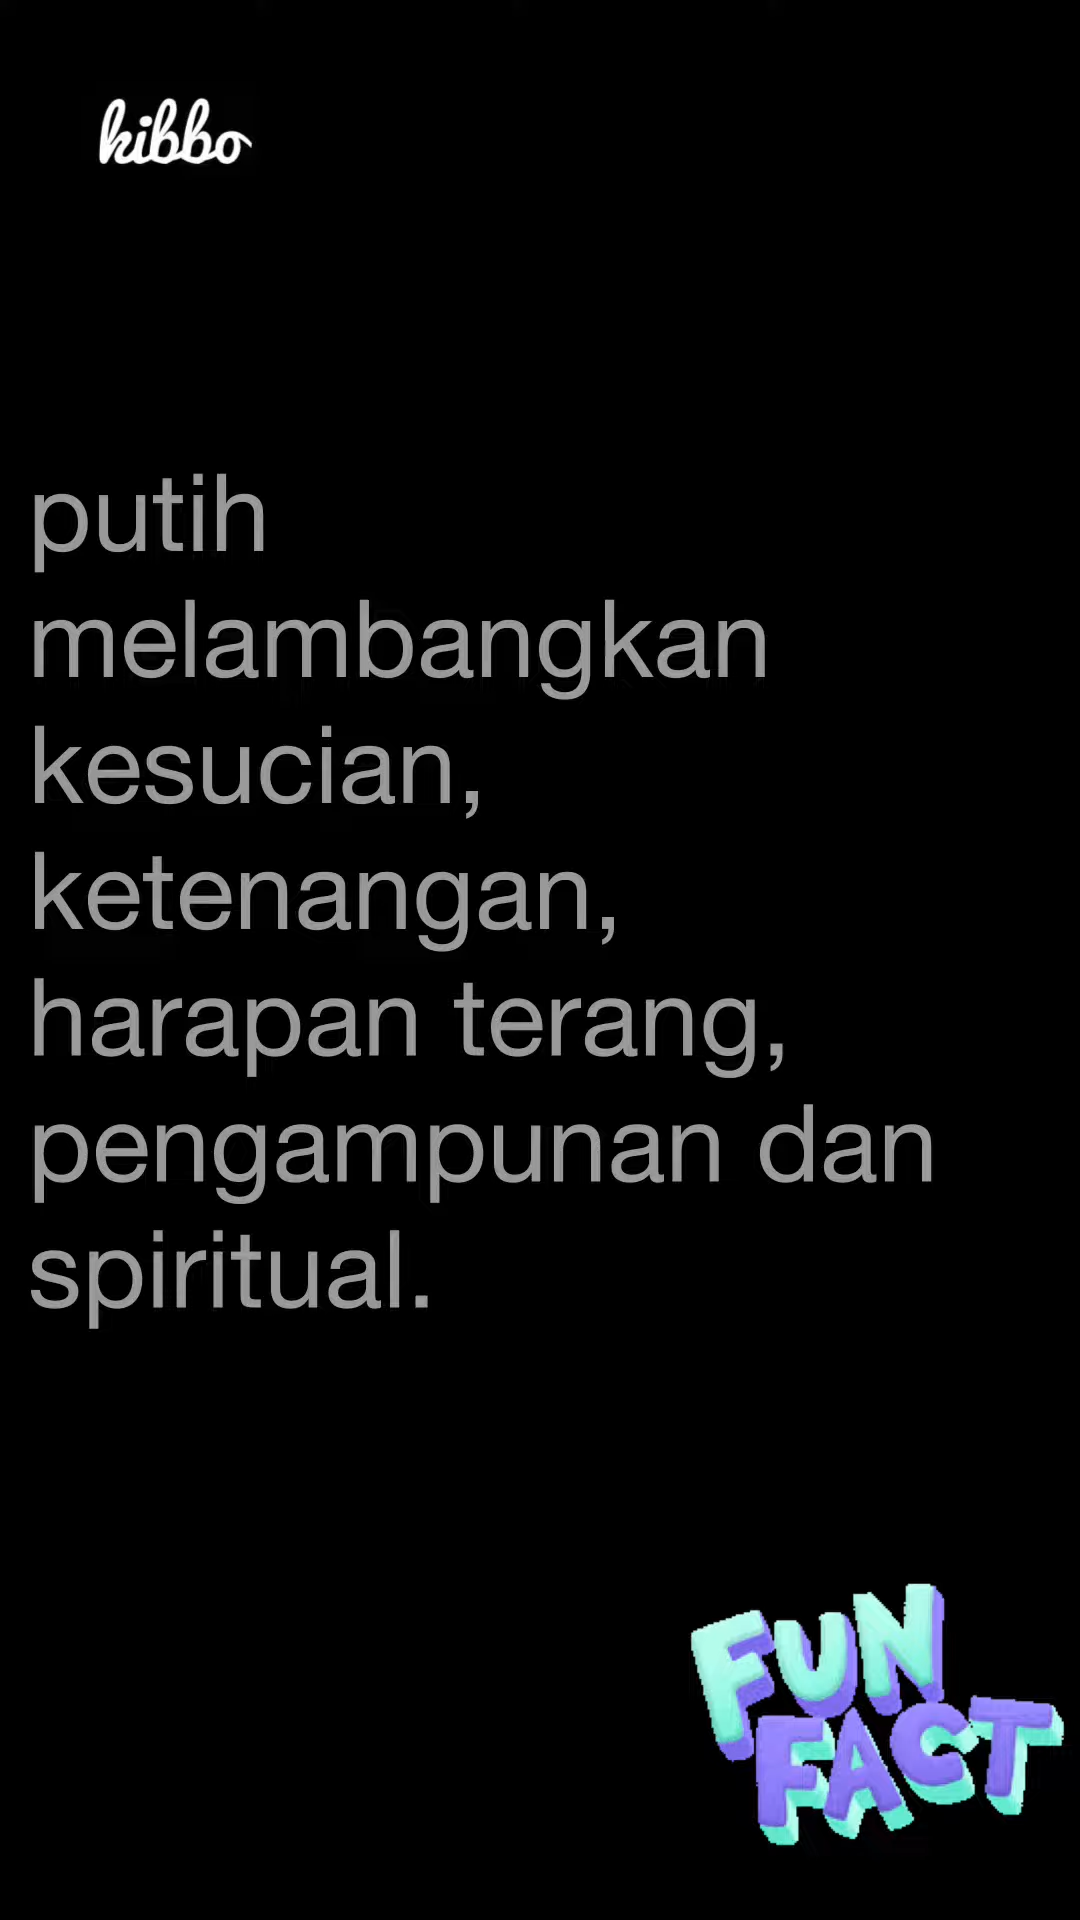 kibbo
putih
melambangkan
kesucian,
ketenangan,
harapan terang,
pengampunan dan
spiritual.
FUN
FACT